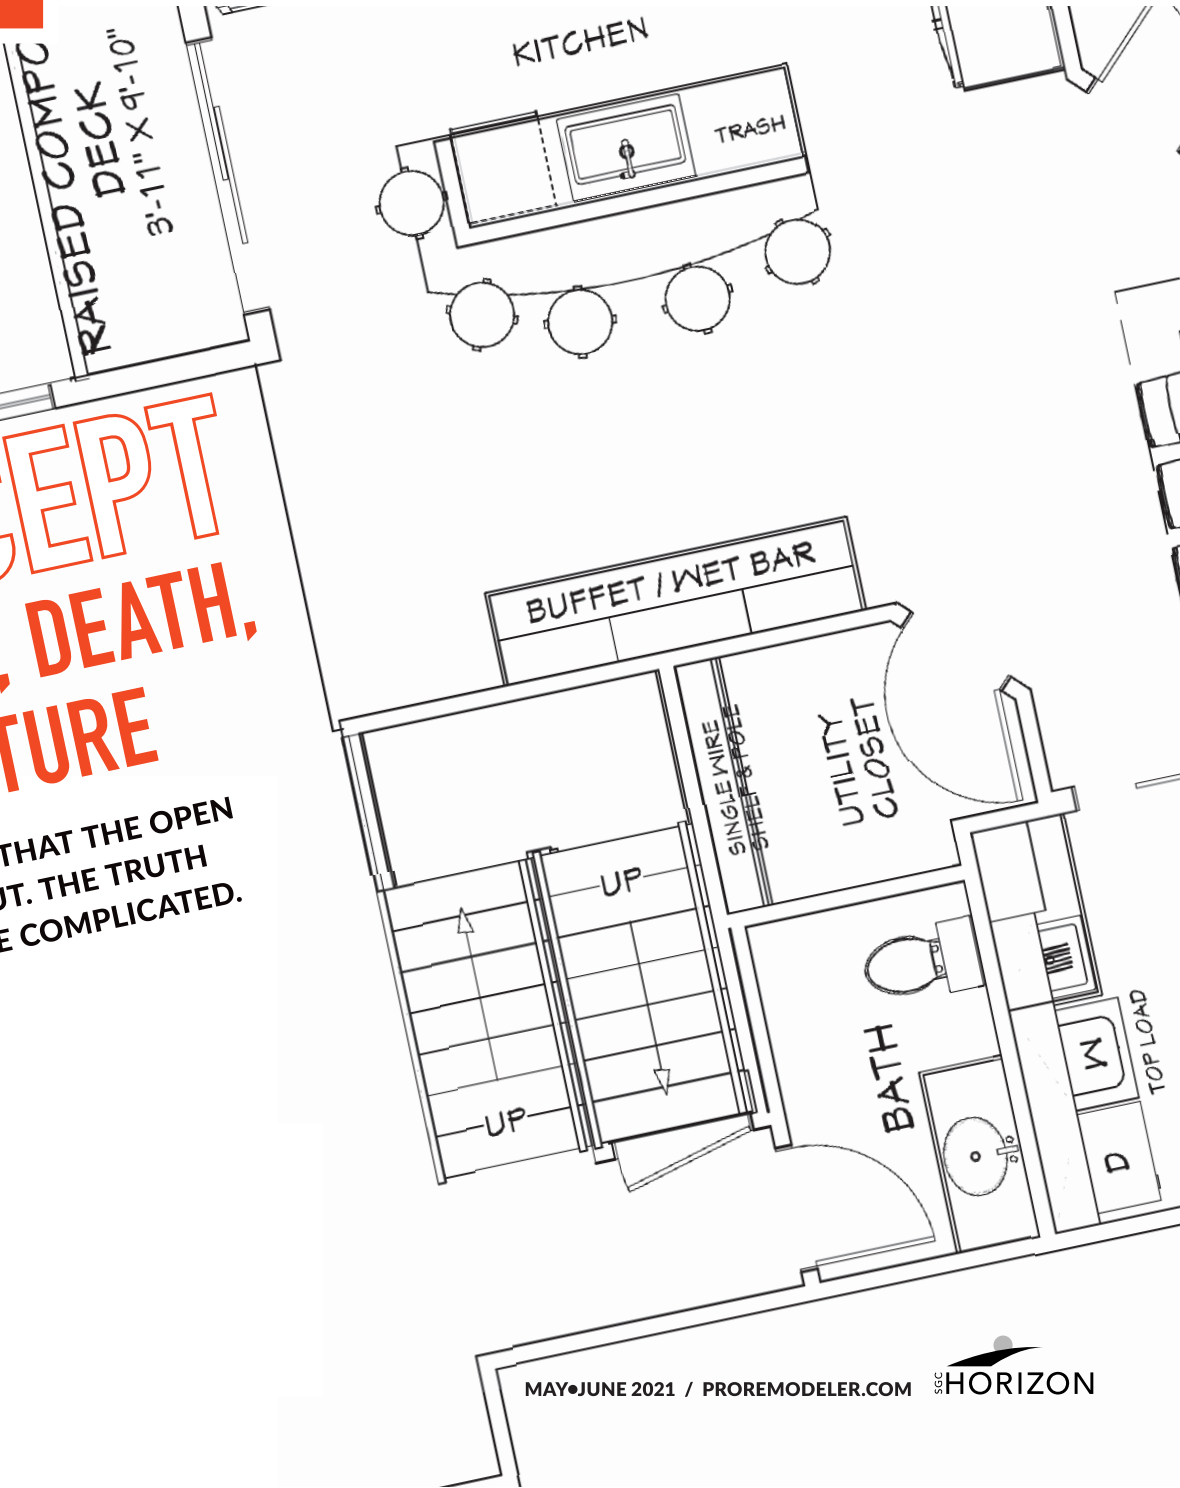 KITCHEN
TRASH
RAISED COMPO
DECK
3'-11" X 9'-10"
CEPT
DEATH,
TURE
THAT THE OPEN
UT. THE TRUTH
E COMPLICATED.
BUFFET / WET BAR
SINGLE WIRE
SHELF & POLE
UTILITY
CLOSET
UP
UP
BATH
W
TOP LOAD
D
MAY•JUNE 2021 / PROREMODELER.COM
SGC HORIZON